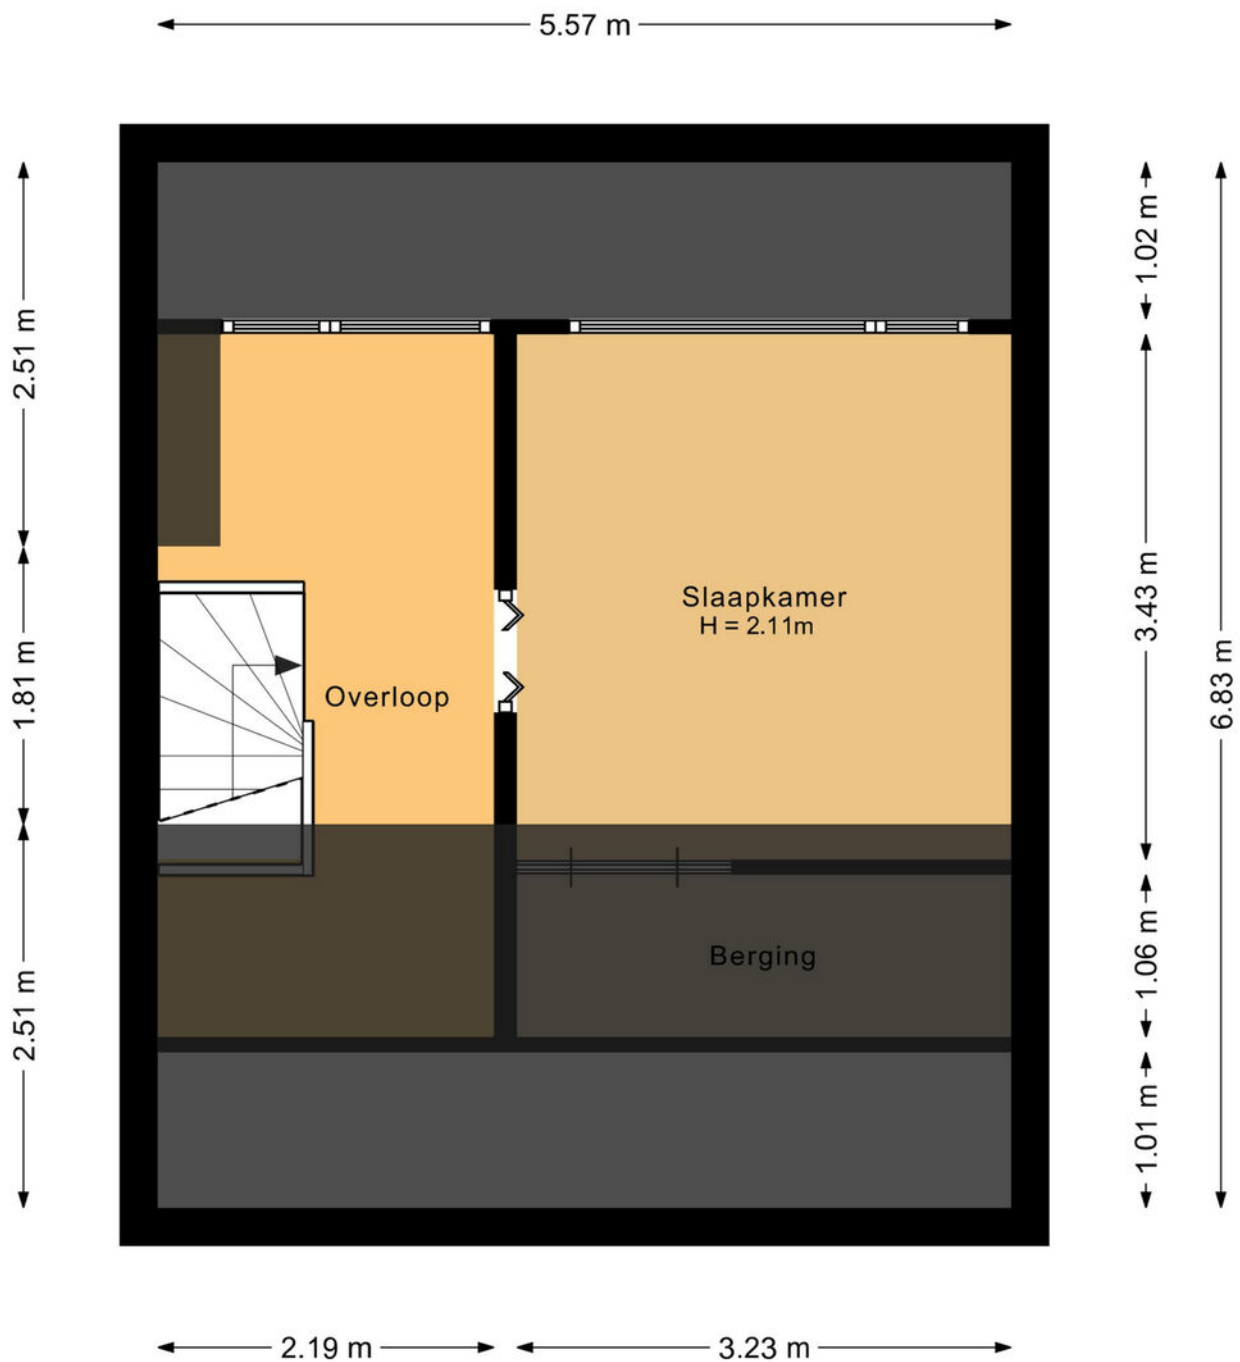 5.57 m
2.51 m
1.81 m
2.51 m
1.02 m
3.43 m
1.06 m
1.01 m
6.83 m
Slaapkamer
H = 2.11m
Overloop
Berging
2.19 m
3.23 m